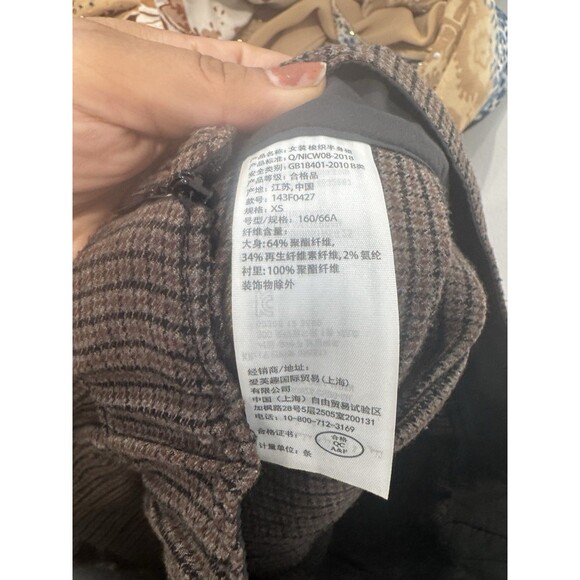 产品名称: 女装梭织半身裙
产品标准: Q/NICW08-2018
安全类别: GB18401-2010 B类
产品等级: 合格品
产地: 江苏, 中国
款号: 143F0427
规格: XS
号型/规格: 160/66A
纤维含量:
大身: 64% 聚酯纤维,
34% 再生纤维素纤维, 2% 氨纶
衬里: 100% 聚酯纤维
装饰物除外
经销商/地址:
爱芙趣国际贸易(上海)
有限公司
中国(上海)自由贸易试验区
加枫路28号5层2505室200131
电话: 10-800-712-3169
合格证书:
合格
QC
A&F
计量单位: 条